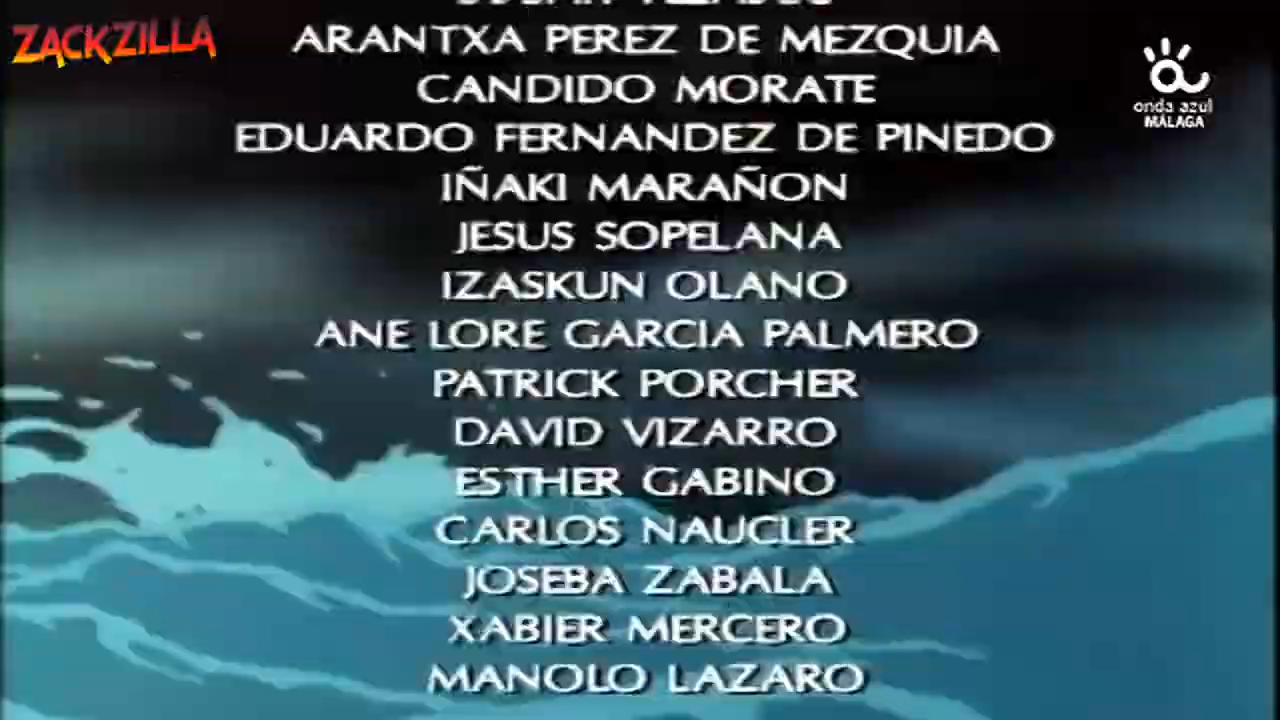 ZACKZILLA
ARANTXA PEREZ DE MEZQUIA
CANDIDO MORATE
EDUARDO FERNANDEZ DE PINEDO
IÑAKI MARAÑON
JESUS SOPELANA
IZASKUN OLANO
ANE LORE GARCIA PALMERO
PATRICK PORCHER
DAVID VIZARRO
ESTHER GABINO
CARLOS NAUCLER
JOSEBA ZABALA
XABIER MERCERO
MANOLO LAZARO
onda azul
MÁLAGA